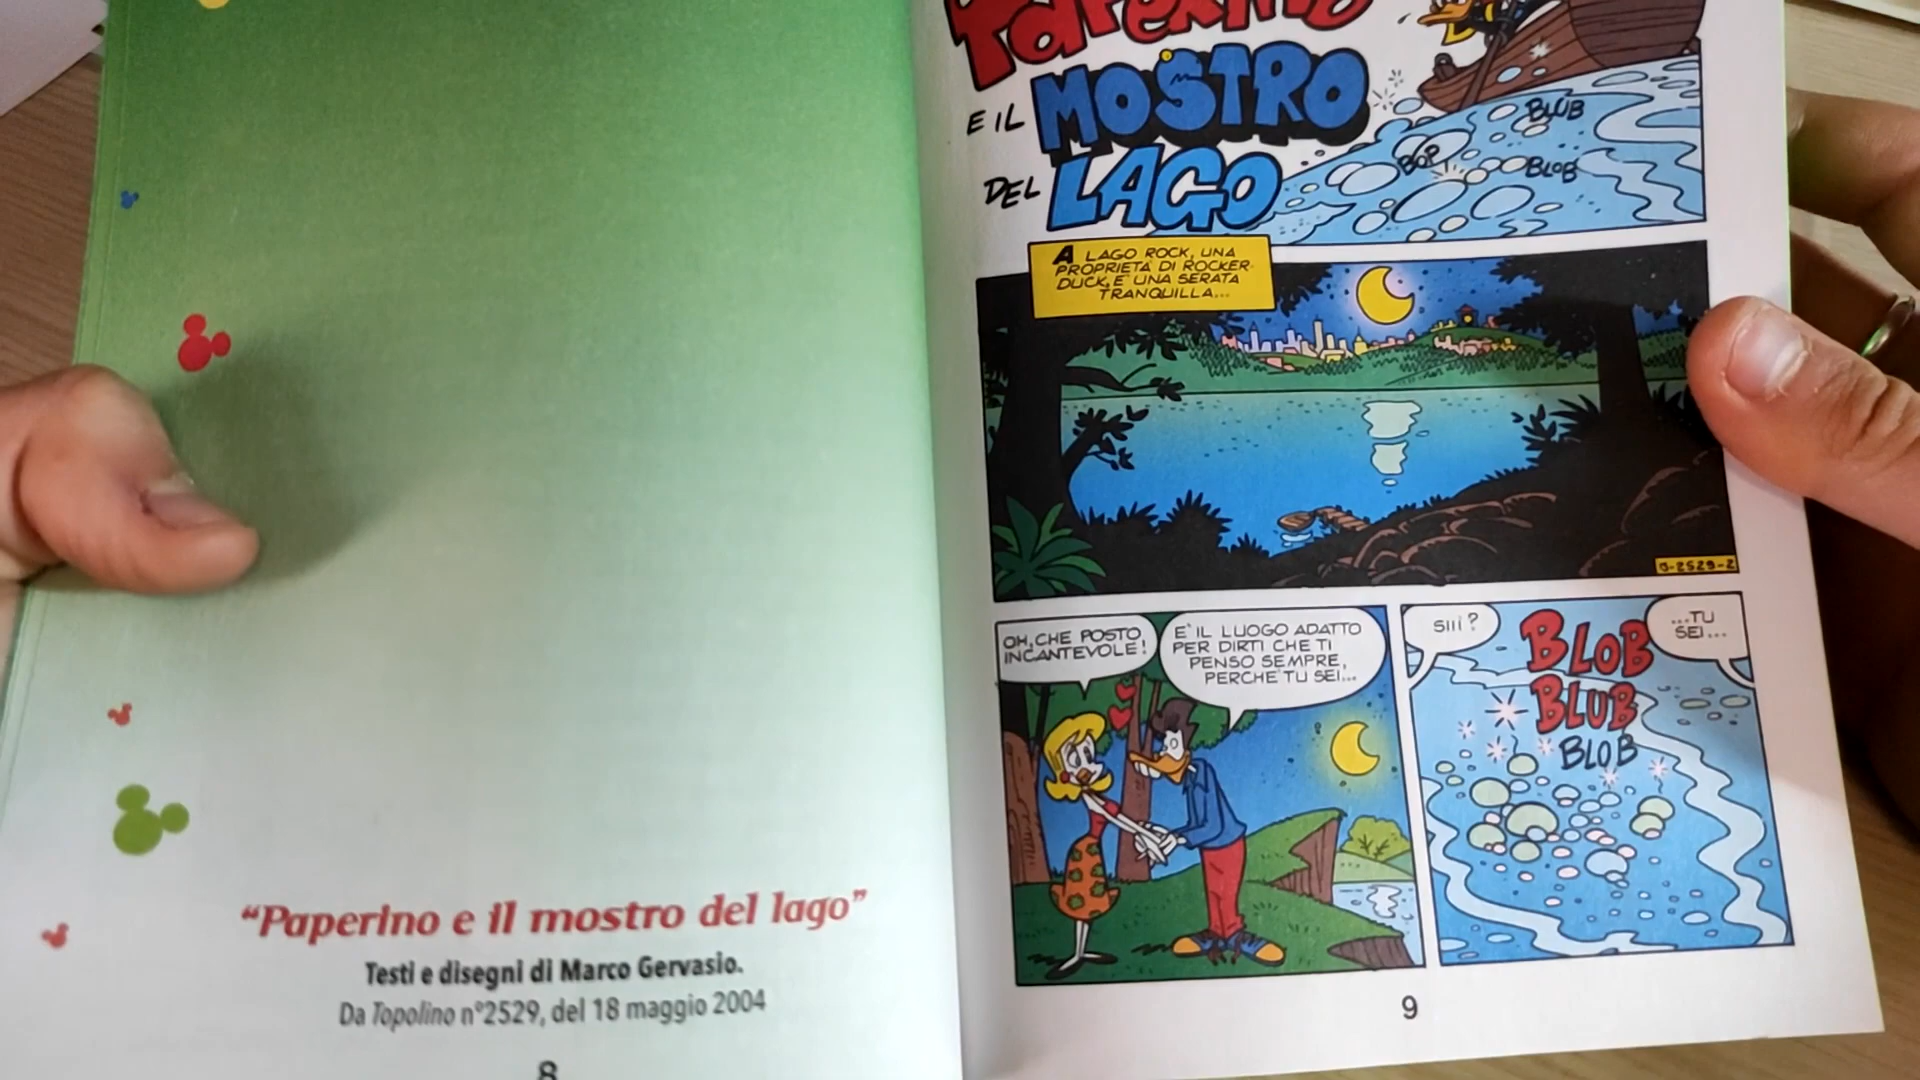 “Paperino e il mostro del lago”
Testi e disegni di Marco Gervasio.
Da Topolino n°2529, del 18 maggio 2004
8
Paperino
E IL MOSTRO
DEL LAGO
BLUB
BOP!
BLOB
A LAGO ROCK, UNA
PROPRIETÀ DI ROCKER-
DUCK, E' UNA SERATA
TRANQUILLA...
D-2529-2
OH, CHE POSTO
INCANTEVOLE!
E' IL LUOGO ADATTO
PER DIRTI CHE TI
PENSO SEMPRE,
PERCHE' TU SEI...
SIII?
...TU
SEI...
BLOB
BLUB
BLOB
9